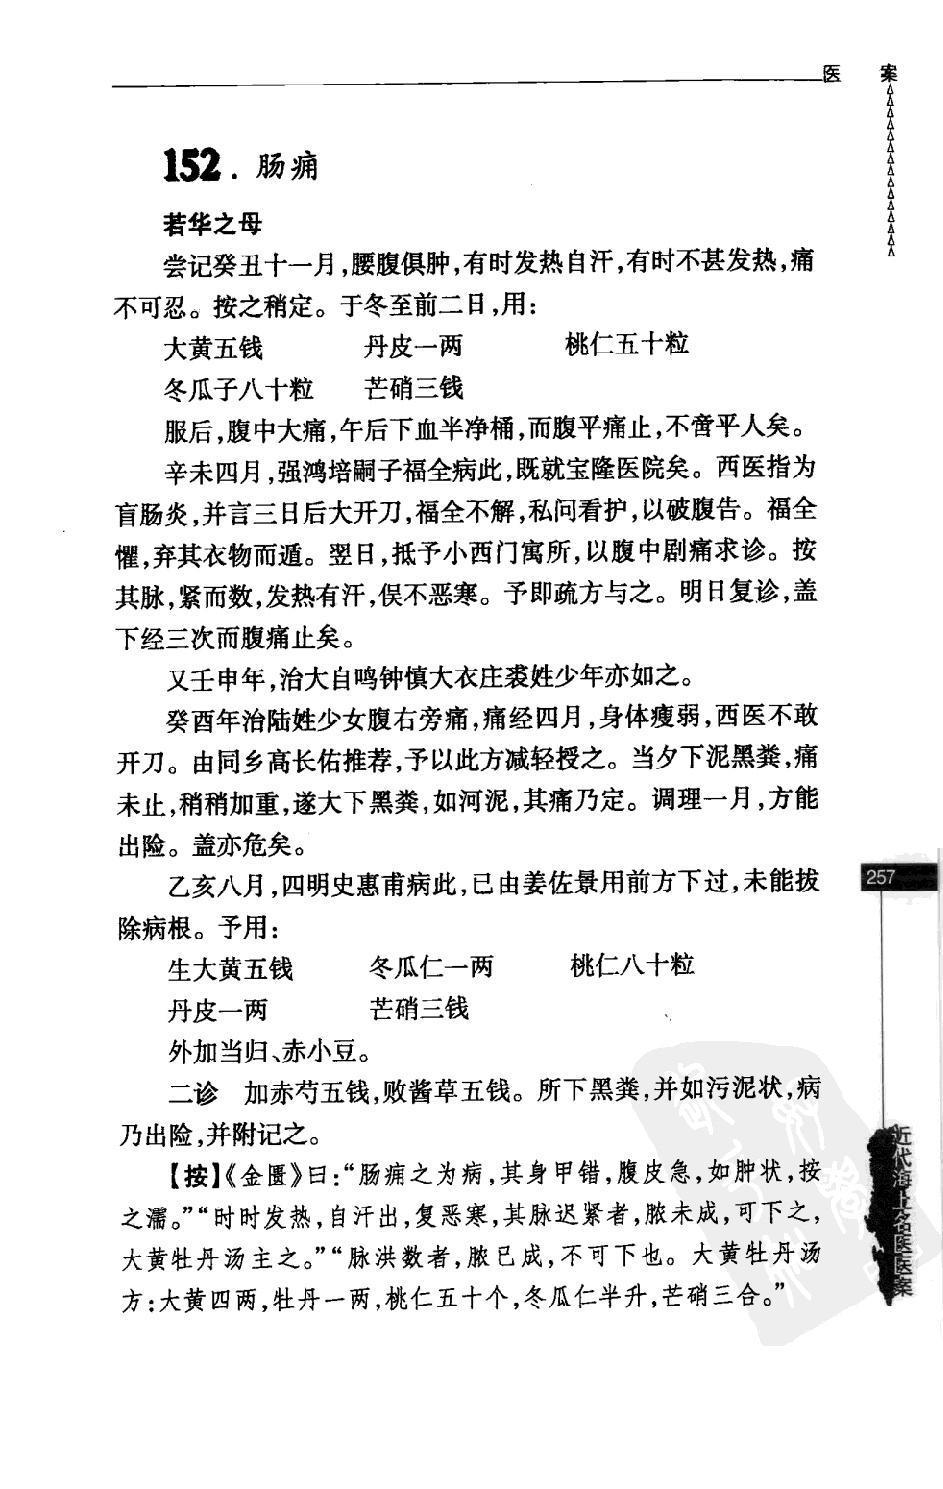 医　案
152. 肠痈
若华之母
尝记癸丑十一月,腰腹俱肿,有时发热自汗,有时不甚发热,痛
不可忍。按之稍定。于冬至前二日,用:
大黄五钱　丹皮一两　桃仁五十粒
冬瓜子八十粒　芒硝三钱
服后,腹中大痛,午后下血半净桶,而腹平痛止,不啻平人矣。
辛未四月,强鸿培嗣子福全病此,既就宝隆医院矣。西医指为
盲肠炎,并言三日后大开刀,福全不解,私问看护,以破腹告。福全
惧,弃其衣物而遁。翌日,抵予小西门寓所,以腹中剧痛求诊。按
其脉,紧而数,发热有汗,但不恶寒。予即疏方与之。明日复诊,盖
下经三次而腹痛止矣。
又壬申年,治大自鸣钟慎大衣庄裘姓少年亦如之。
癸酉年治陆姓少女腹右旁痛,痛经四月,身体瘦弱,西医不敢
开刀。由同乡高长佑推荐,予以此方减轻授之。当夕下泥黑粪,痛
未止,稍稍加重,遂大下黑粪,如河泥,其痛乃定。调理一月,方能
出险。盖亦危矣。
乙亥八月,四明史惠甫病此,已由姜佐景用前方下过,未能拔
除病根。予用:
生大黄五钱　冬瓜仁一两　桃仁八十粒
丹皮一两　芒硝三钱
外加当归、赤小豆。
二诊　加赤芍五钱,败酱草五钱。所下黑粪,并如污泥状,病
乃出险,并附记之。
【按】《金匮》曰:“肠痈之为病,其身甲错,腹皮急,如肿状,按
之濡。”“时时发热,自汗出,复恶寒,其脉迟紧者,脓未成,可下之,
大黄牡丹汤主之。”“脉洪数者,脓已成,不可下也。大黄牡丹汤
方:大黄四两,牡丹一两,桃仁五十个,冬瓜仁半升,芒硝三合。”
257
近代海上名医医案